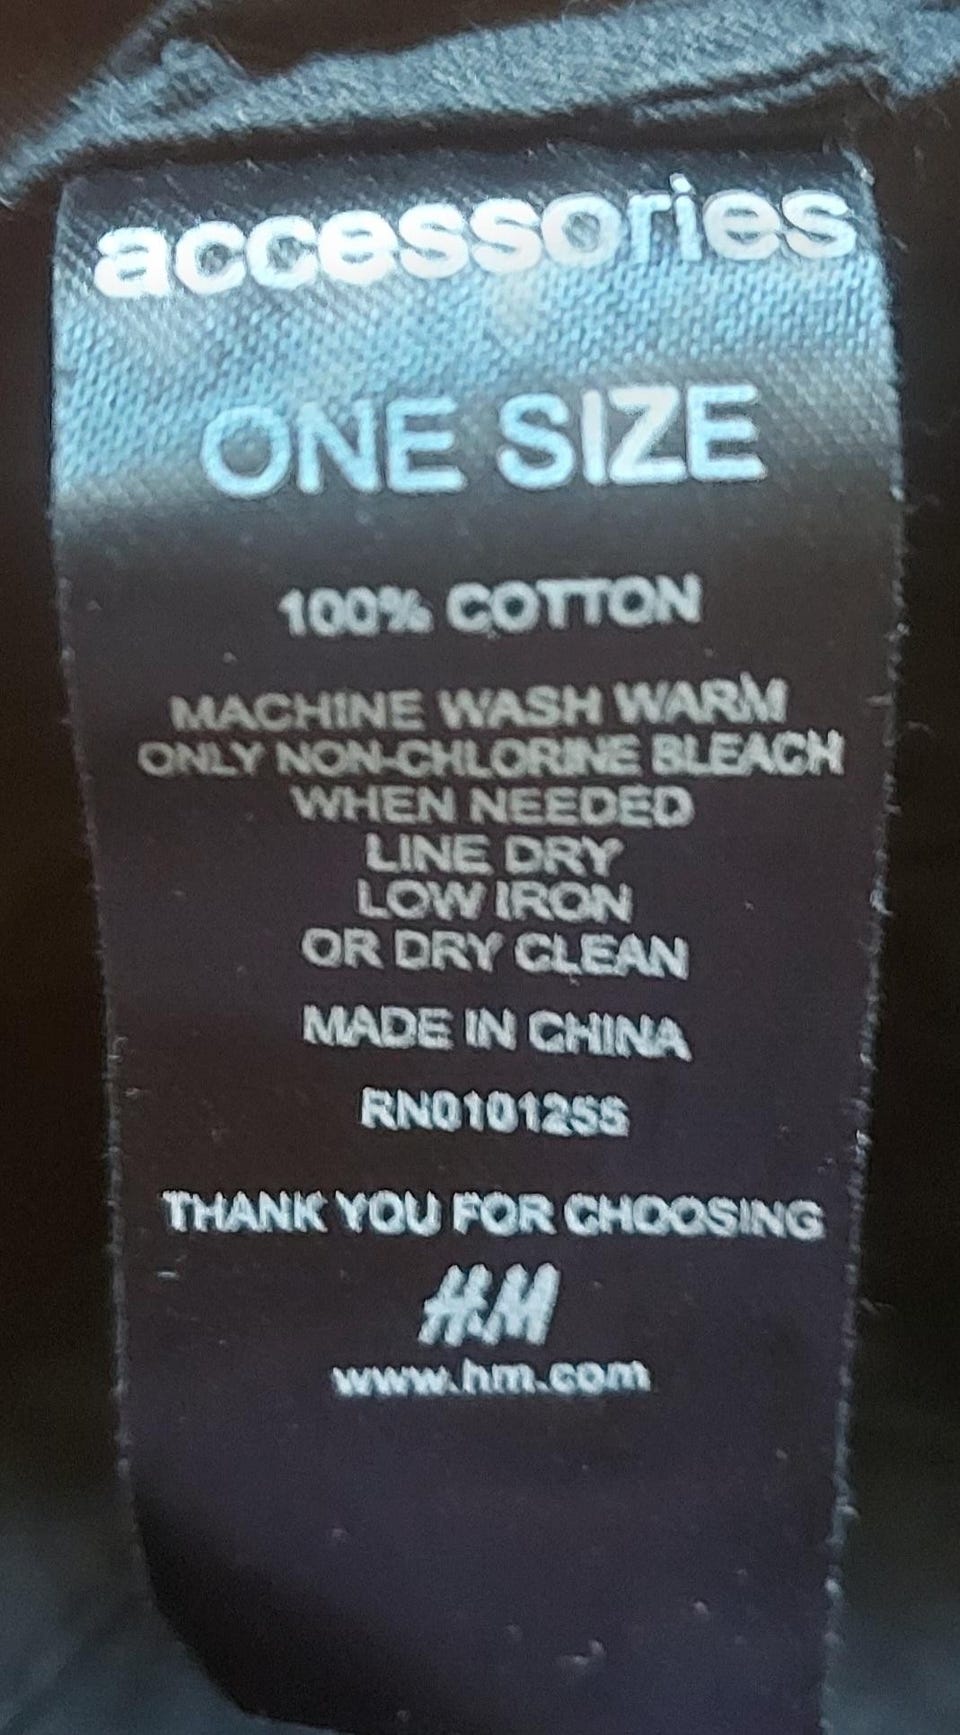 accessories
ONE SIZE
100% COTTON
MACHINE WASH WARM
ONLY NON-CHLORINE BLEACH
WHEN NEEDED
LINE DRY
LOW IRON
OR DRY CLEAN
MADE IN CHINA
RN0101255
THANK YOU FOR CHOOSING
H&M
www.hm.com